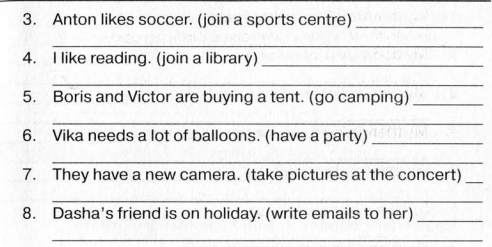 3. Anton likes soccer. (join a sports centre)
4. I like reading. (join a library)
5. Boris and Victor are buying a tent. (go camping)
6. Vika needs a lot of balloons. (have a party)
7. They have a new camera. (take pictures at the concert)
8. Dasha's friend is on holiday. (write emails to her)